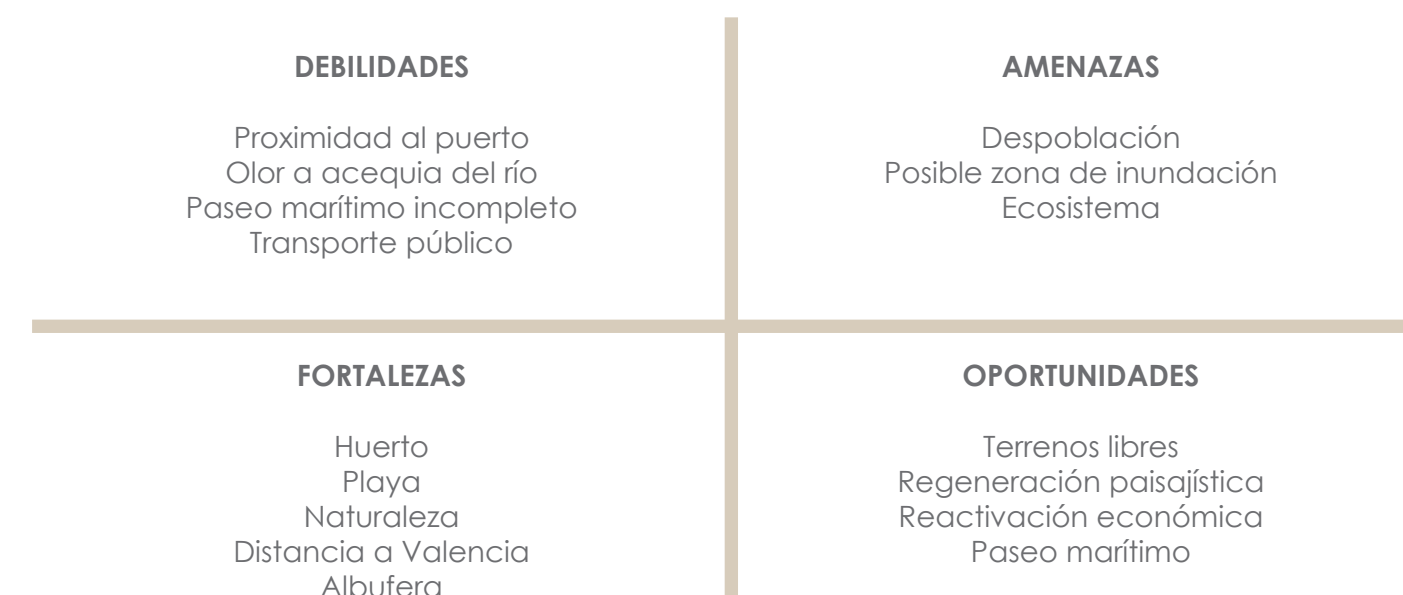 DEBILIDADES
Proximidad al puerto
Olor a acequia del río
Paseo marítimo incompleto
Transporte público
AMENAZAS
Despoblación
Posible zona de inundación
Ecosistema
FORTALEZAS
Huerto
Playa
Naturaleza
Distancia a Valencia
Albufera
OPORTUNIDADES
Terrenos libres
Regeneración paisajística
Reactivación económica
Paseo marítimo